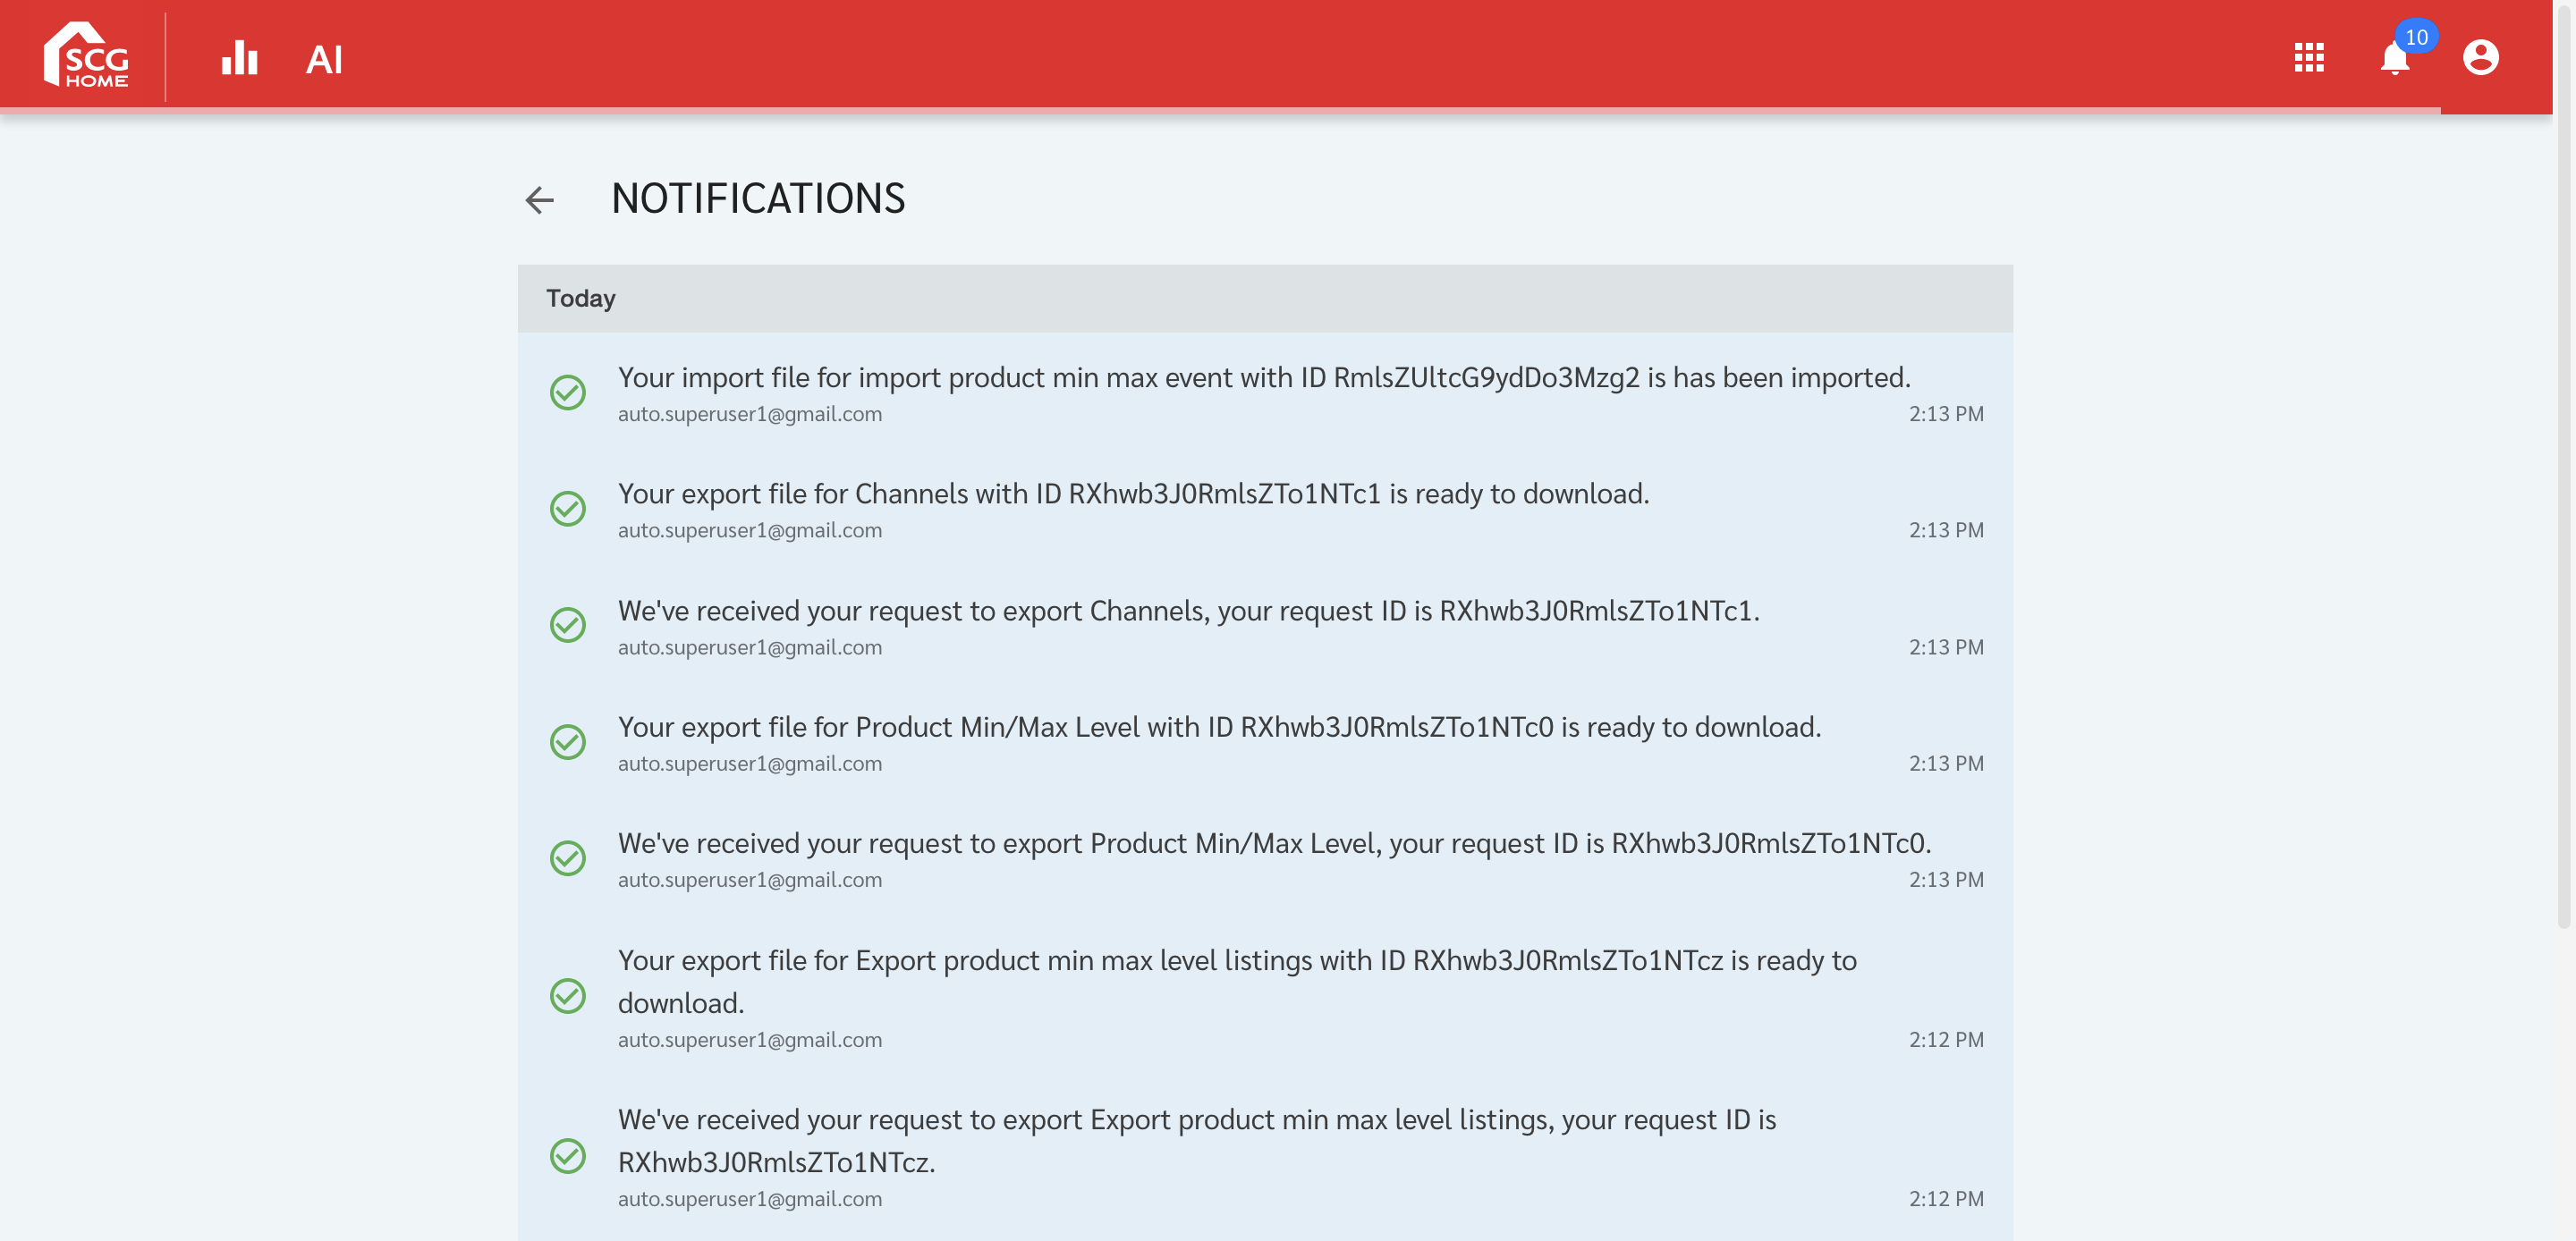 SCG
HOME
AI
10
NOTIFICATIONS
Today
Your import file for import product min max event with ID RmlsZUltcG9ydDo3Mzg2 is has been imported.
auto.superuser1@gmail.com 2:13 PM
Your export file for Channels with ID RXhwb3J0RmlsZTo1NTc1 is ready to download.
auto.superuser1@gmail.com 2:13 PM
We've received your request to export Channels, your request ID is RXhwb3J0RmlsZTo1NTc1.
auto.superuser1@gmail.com 2:13 PM
Your export file for Product Min/Max Level with ID RXhwb3J0RmlsZTo1NTc0 is ready to download.
auto.superuser1@gmail.com 2:13 PM
We've received your request to export Product Min/Max Level, your request ID is RXhwb3J0RmlsZTo1NTc0.
auto.superuser1@gmail.com 2:13 PM
Your export file for Export product min max level listings with ID RXhwb3J0RmlsZTo1NTcz is ready to
download.
auto.superuser1@gmail.com 2:12 PM
We've received your request to export Export product min max level listings, your request ID is
RXhwb3J0RmlsZTo1NTcz.
auto.superuser1@gmail.com 2:12 PM